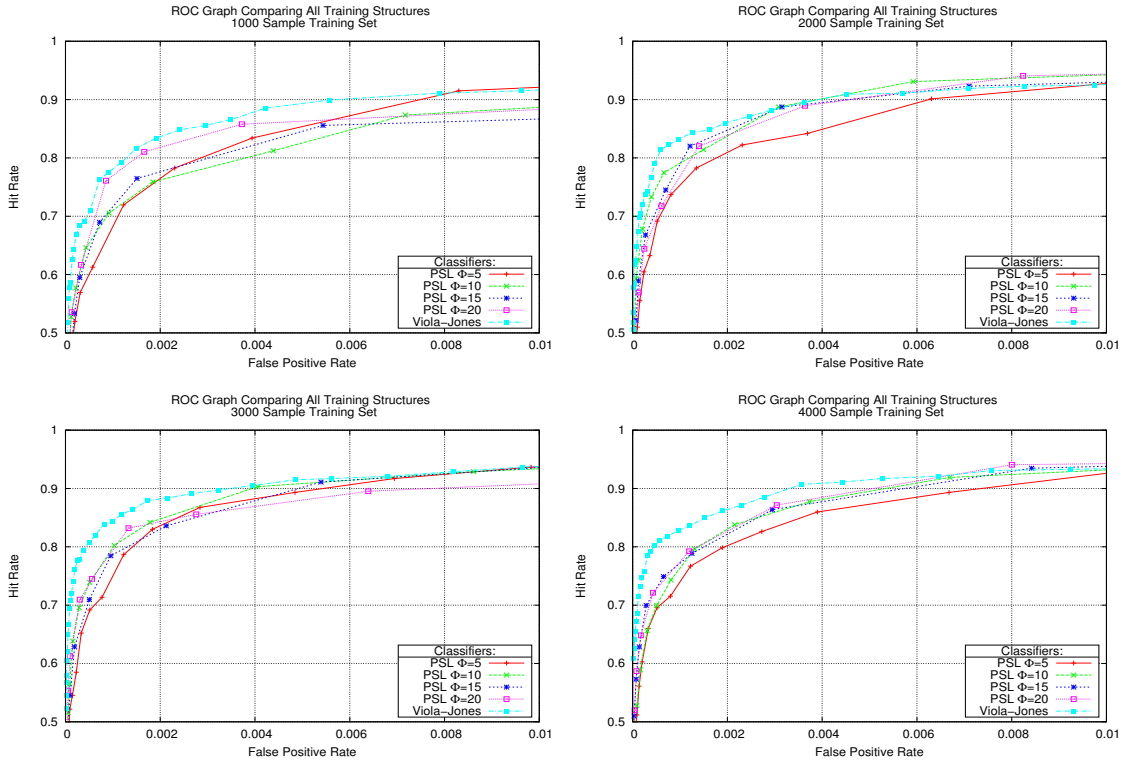 ROC Graph Comparing All Training Structures
1000 Sample Training Set
1
0.9
0.8
0.7
0.6
0.5
0
0.002
0.004
0.006
0.008
0.01
Hit Rate
False Positive Rate
Classifiers:
PSL Φ=5
PSL Φ=10
PSL Φ=15
PSL Φ=20
Viola-Jones
ROC Graph Comparing All Training Structures
2000 Sample Training Set
1
0.9
0.8
0.7
0.6
0.5
0
0.002
0.004
0.006
0.008
0.01
Hit Rate
False Positive Rate
Classifiers:
PSL Φ=5
PSL Φ=10
PSL Φ=15
PSL Φ=20
Viola-Jones
ROC Graph Comparing All Training Structures
3000 Sample Training Set
1
0.9
0.8
0.7
0.6
0.5
0
0.002
0.004
0.006
0.008
0.01
Hit Rate
False Positive Rate
Classifiers:
PSL Φ=5
PSL Φ=10
PSL Φ=15
PSL Φ=20
Viola-Jones
ROC Graph Comparing All Training Structures
4000 Sample Training Set
1
0.9
0.8
0.7
0.6
0.5
0
0.002
0.004
0.006
0.008
0.01
Hit Rate
False Positive Rate
Classifiers:
PSL Φ=5
PSL Φ=10
PSL Φ=15
PSL Φ=20
Viola-Jones